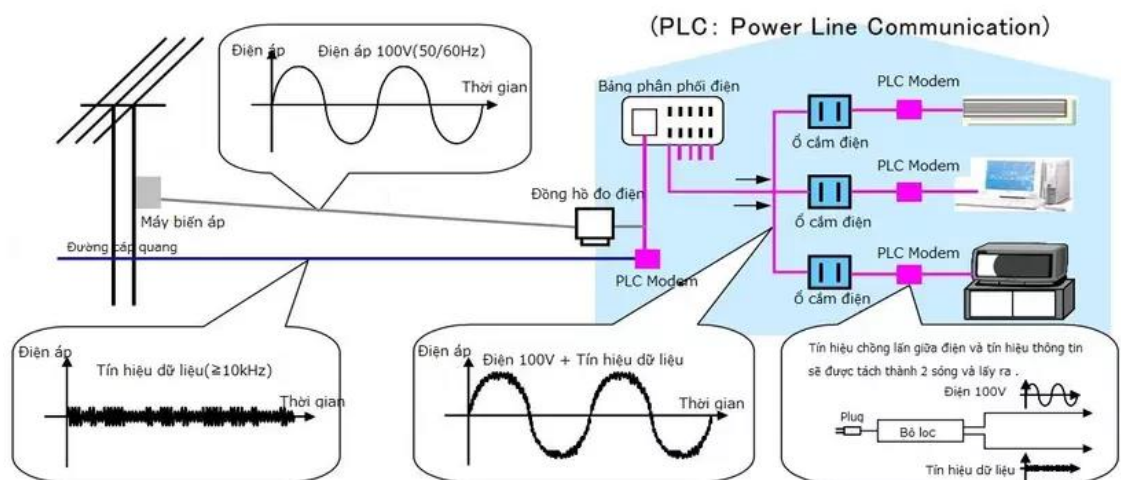 (PLC: Power Line Communication)
Điện áp
Điện áp 100V(50/60Hz)
Thời gian
Bảng phân phối điện
PLC Modem
Ổ cắm điện
PLC Modem
Ổ cắm điện
PLC Modem
Ổ cắm điện
Máy biến áp
Đồng hồ đo điện
Đường cáp quang
PLC Modem
Điện áp
Tín hiệu dữ liệu(≧10kHz)
Thời gian
Điện áp
Điện 100V + Tín hiệu dữ liệu
Thời gian
Tín hiệu chồng lấn giữa điện và tín hiệu thông tin
sẽ được tách thành 2 sóng và lấy ra .
Điện 100V
Plug
Bô loc
Tín hiệu dữ liệu